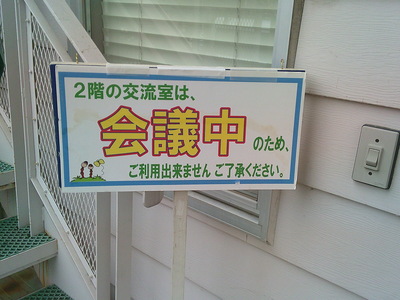 2階の交流室は、
会議中のため、
ご利用出来ません ご了承ください。